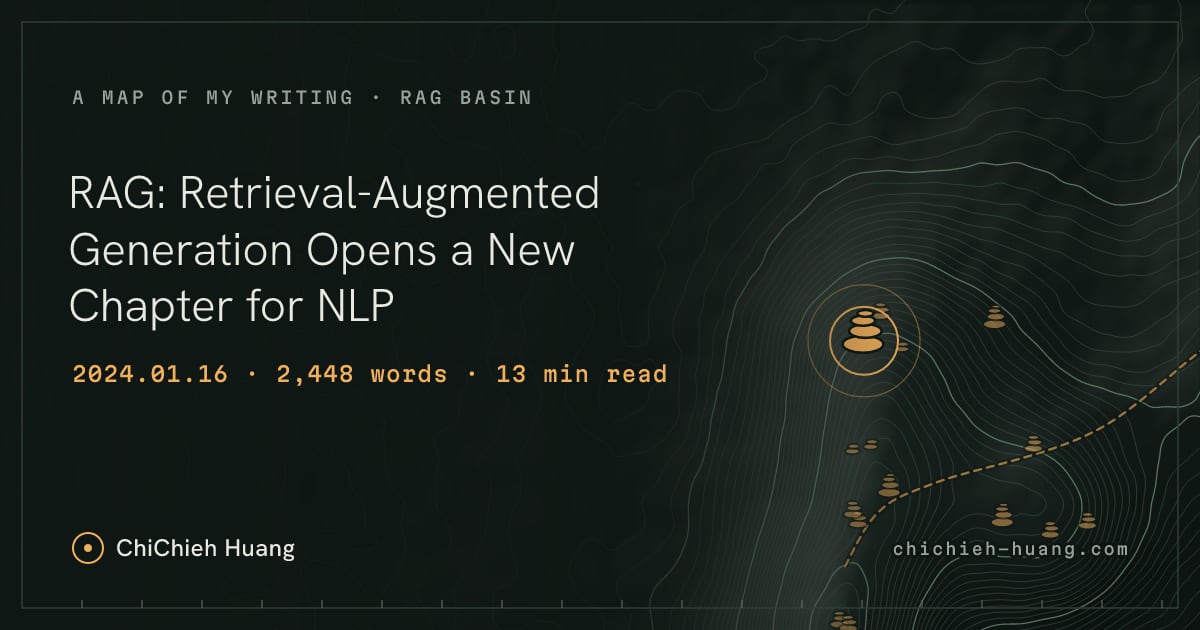 A MAP OF MY WRITING · RAG BASIN
RAG: Retrieval-Augmented
Generation Opens a New
Chapter for NLP
2024.01.16 · 2,448 words · 13 min read
ChiChieh Huang
chichieh-huang.com